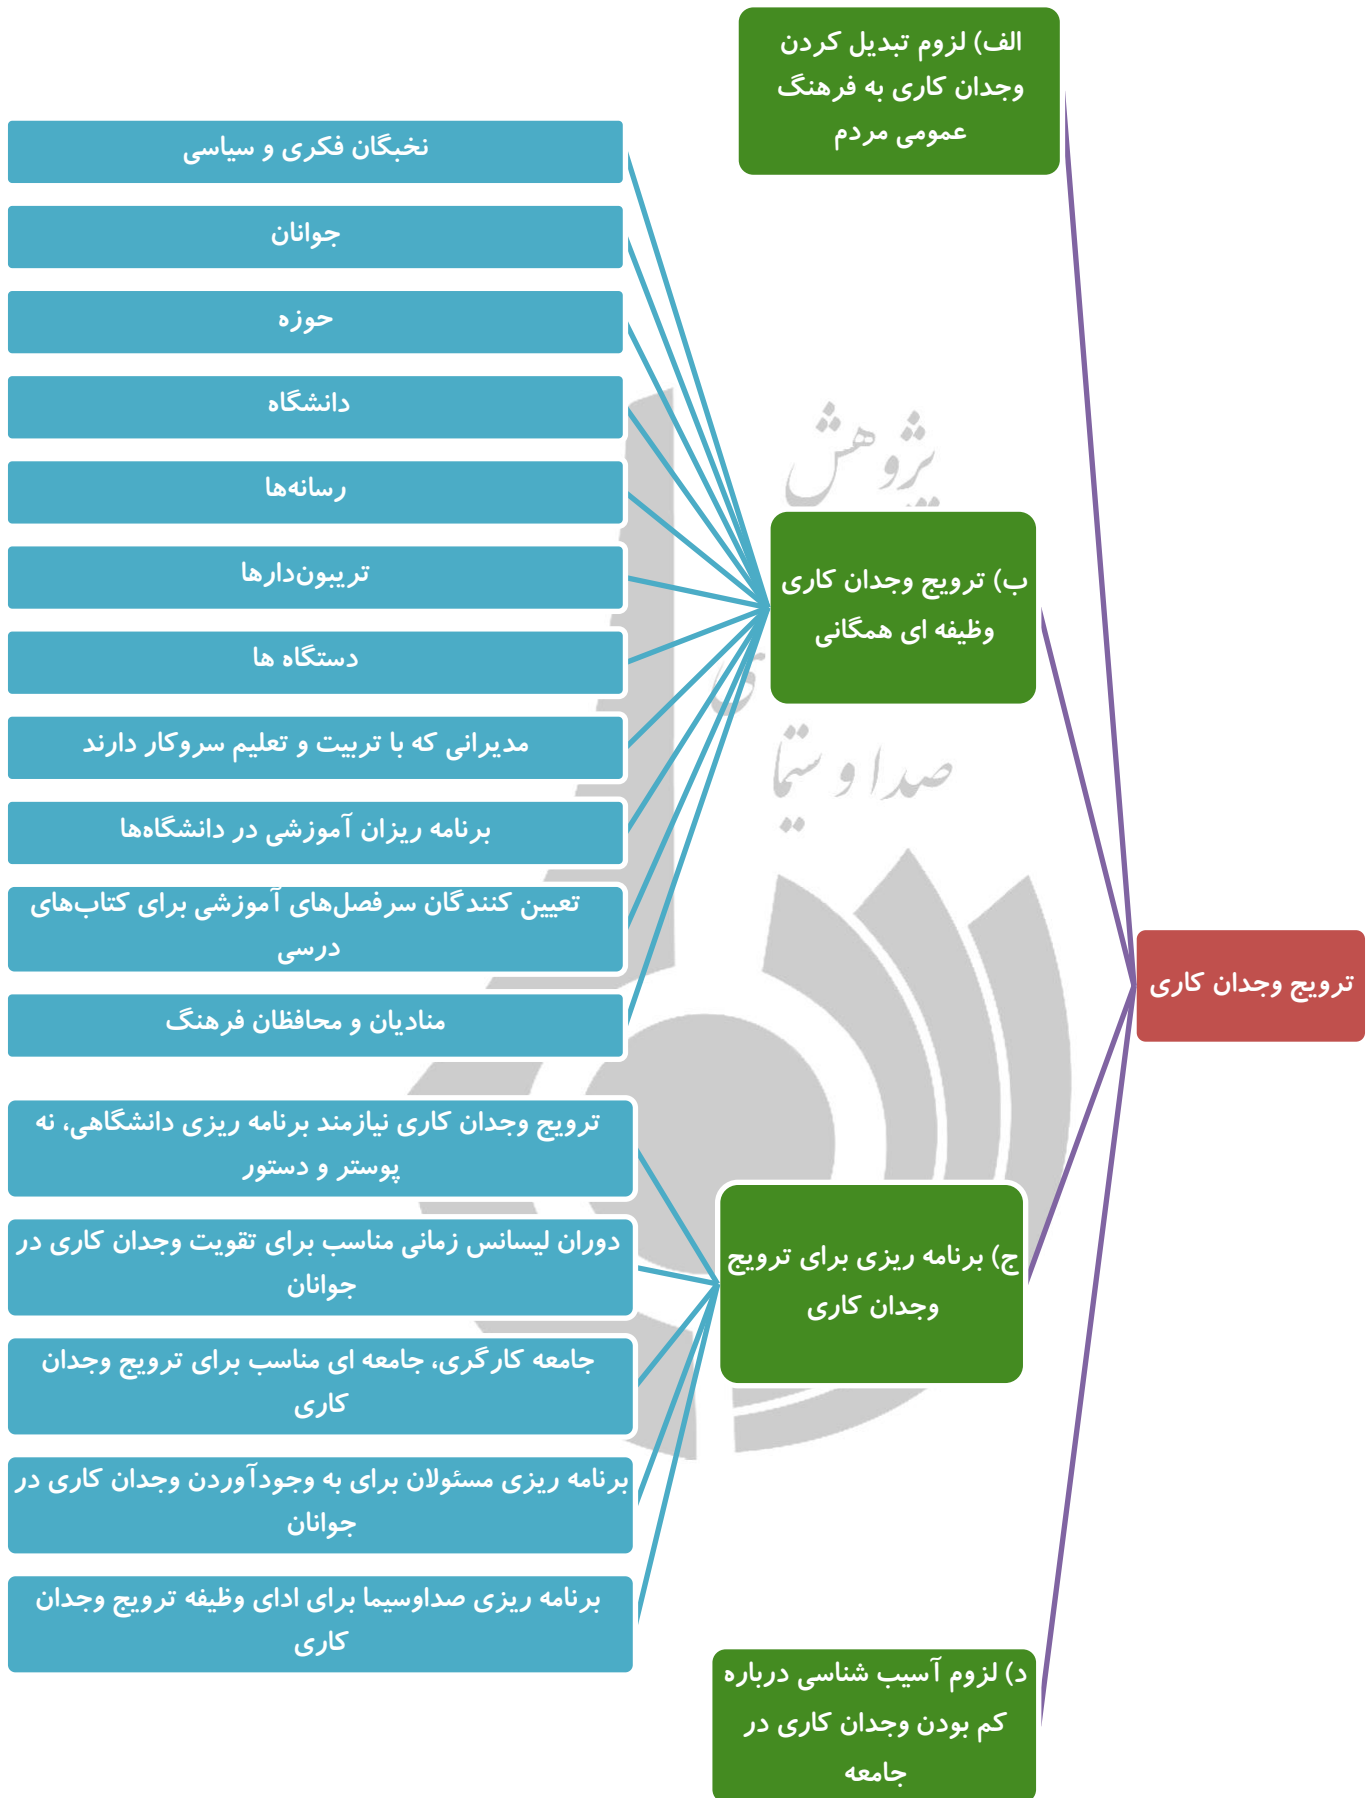 ترویج وجدان کاری
الف) لزوم تبدیل کردن
وجدان کاری به فرهنگ
عمومی مردم
ب) ترویج وجدان کاری
وظیفه ای همگانی
نخبگان فکری و سیاسی
جوانان
حوزه
دانشگاه
رسانه‌ها
تریبون‌دارها
دستگاه ها
مدیرانی که با تربیت و تعلیم سروکار دارند
برنامه ریزان آموزشی در دانشگاه‌ها
تعیین کنندگان سرفصل‌های آموزشی برای کتاب‌های
درسی
منادیان و محافظان فرهنگ
ج) برنامه ریزی برای ترویج
وجدان کاری
ترویج وجدان کاری نیازمند برنامه ریزی دانشگاهی، نه
پوستر و دستور
دوران لیسانس زمانی مناسب برای تقویت وجدان کاری در
جوانان
جامعه کارگری، جامعه ای مناسب برای ترویج وجدان
کاری
برنامه ریزی مسئولان برای به وجودآوردن وجدان کاری در
جوانان
برنامه ریزی صداوسیما برای ادای وظیفه ترویج وجدان
کاری
د) لزوم آسیب شناسی درباره
کم بودن وجدان کاری در
جامعه
پژوهش
صدا و سیما